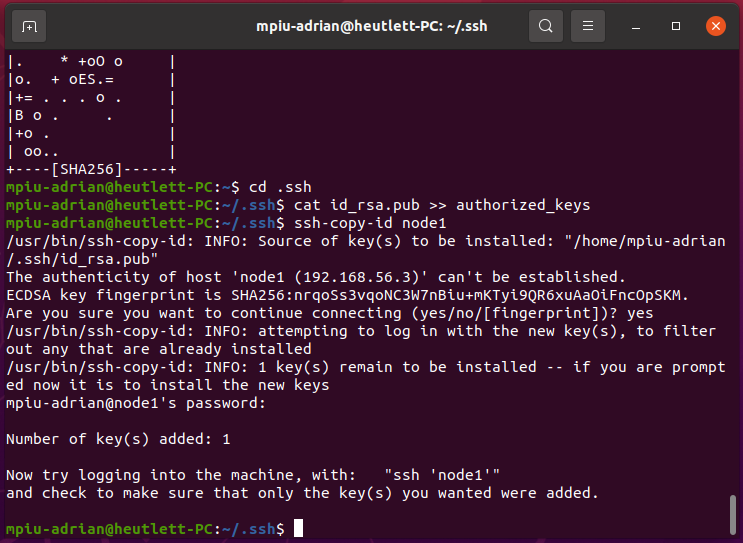 mpiu-adrian@heutlett-PC: ~/.ssh
|.    * +oO o     |
|o.  + oES.=      |
|+= . . . o .     |
|B o .     .      |
|+o .             |
| oo..            |
+----[SHA256]-----+
mpiu-adrian@heutlett-PC:~$ cd .ssh
mpiu-adrian@heutlett-PC:~/.ssh$ cat id_rsa.pub >> authorized_keys
mpiu-adrian@heutlett-PC:~/.ssh$ ssh-copy-id node1
/usr/bin/ssh-copy-id: INFO: Source of key(s) to be installed: "/home/mpiu-adrian
/.ssh/id_rsa.pub"
The authenticity of host 'node1 (192.168.56.3)' can't be established.
ECDSA key fingerprint is SHA256:nrqoSs3vqoNC3W7nBiu+mKTyi9QR6xuAaOiFncOpSKM.
Are you sure you want to continue connecting (yes/no/[fingerprint])? yes
/usr/bin/ssh-copy-id: INFO: attempting to log in with the new key(s), to filter
out any that are already installed
/usr/bin/ssh-copy-id: INFO: 1 key(s) remain to be installed -- if you are prompt
ed now it is to install the new keys
mpiu-adrian@node1's password:
Number of key(s) added: 1
Now try logging into the machine, with:   "ssh 'node1'"
and check to make sure that only the key(s) you wanted were added.
mpiu-adrian@heutlett-PC:~/.ssh$